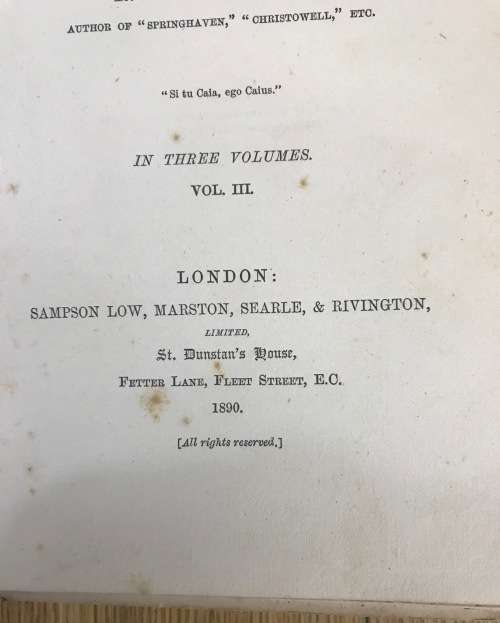 AUTHOR OF "SPRINGHAVEN," "CHRISTOWELL," ETC.
"Si tu Caia, ego Caius."
IN THREE VOLUMES.
VOL. III.
LONDON:
SAMPSON LOW, MARSTON, SEARLE, & RIVINGTON,
LIMITED,
St. Dunstan's House,
FETTER LANE, FLEET STREET, E.C.
1890.
[All rights reserved.]